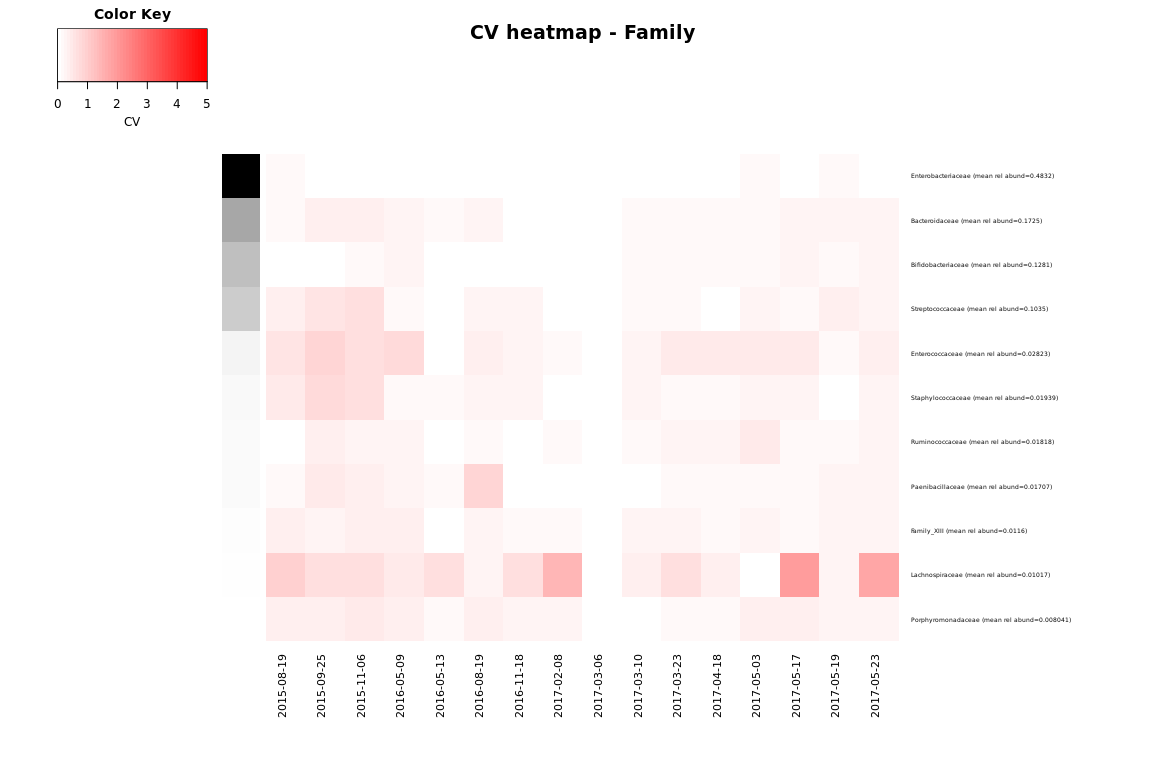 Color Key
CV heatmap - Family
0 1 2 3 4 5
CV
Enterobacteriaceae (mean rel abund=0.4832)
Bacteroidaceae (mean rel abund=0.1725)
Bifidobacteriaceae (mean rel abund=0.1281)
Streptococcaceae (mean rel abund=0.1035)
Enterococcaceae (mean rel abund=0.02823)
Staphylococcaceae (mean rel abund=0.01939)
Ruminococcaceae (mean rel abund=0.01818)
Paenibacillaceae (mean rel abund=0.01707)
Family_XIII (mean rel abund=0.0116)
Lachnospiraceae (mean rel abund=0.01017)
Porphyromonadaceae (mean rel abund=0.008041)
2015-08-19
2015-09-25
2015-11-06
2016-05-09
2016-05-13
2016-08-19
2016-11-18
2017-02-08
2017-03-06
2017-03-10
2017-03-23
2017-04-18
2017-05-03
2017-05-17
2017-05-19
2017-05-23